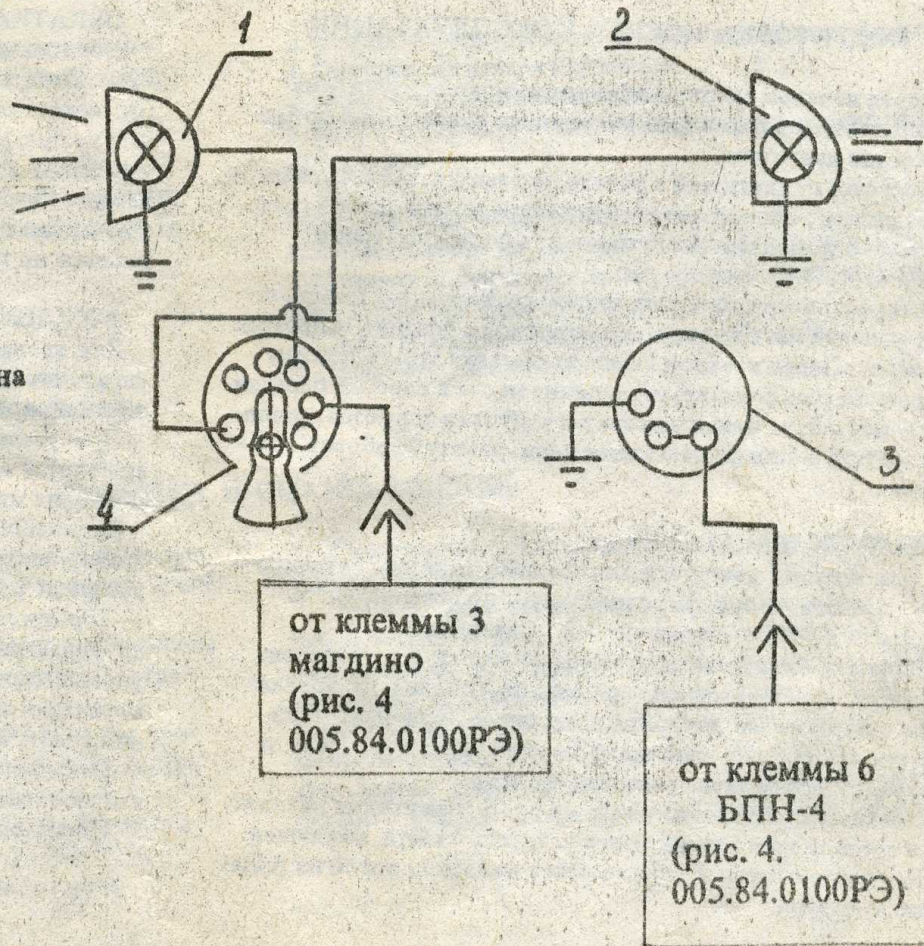 1
2
на
3
4
от клеммы 3
магдино
(рис. 4
005.84.0100РЭ)
от клеммы 6
БПН-4
(рис. 4.
005.84.0100РЭ)